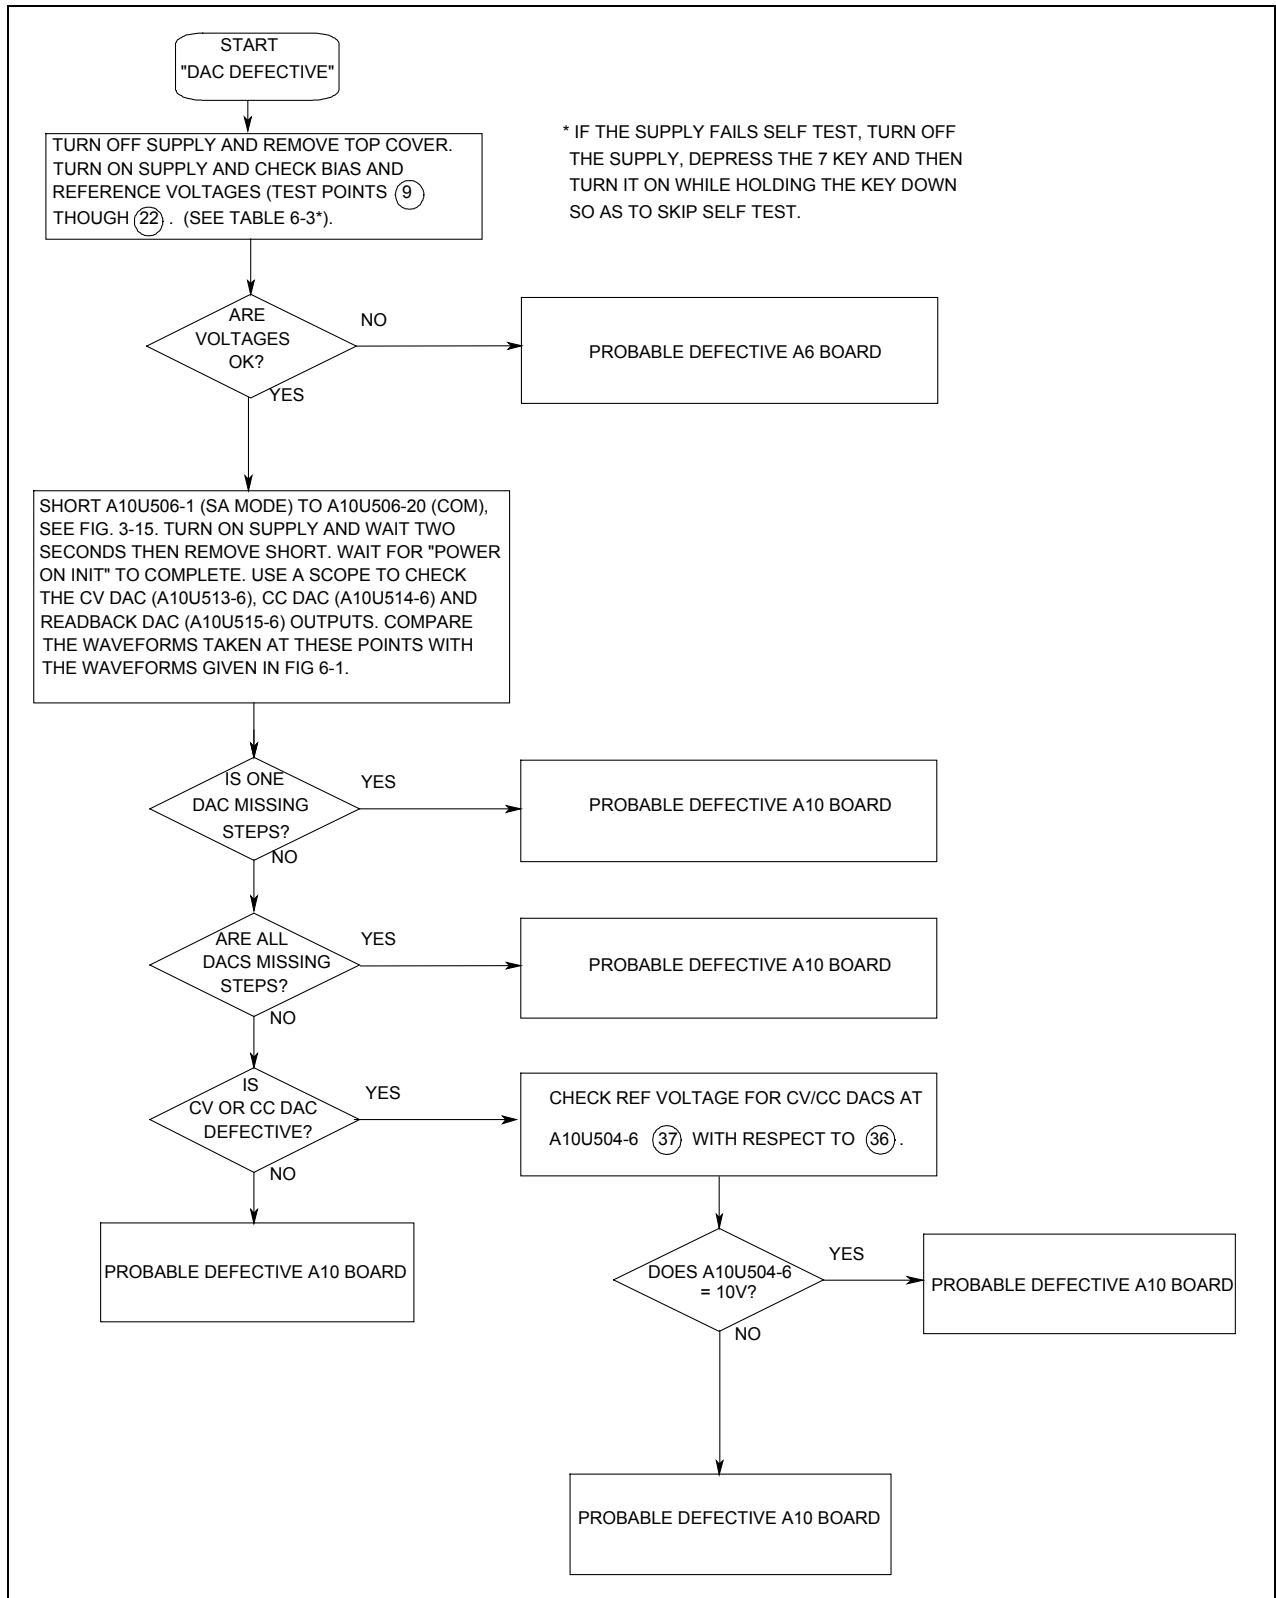 START
"DAC DEFECTIVE"
TURN OFF SUPPLY AND REMOVE TOP COVER.
TURN ON SUPPLY AND CHECK BIAS AND
REFERENCE VOLTAGES (TEST POINTS 9
THOUGH 22 . (SEE TABLE 6-3*).
* IF THE SUPPLY FAILS SELF TEST, TURN OFF
THE SUPPLY, DEPRESS THE 7 KEY AND THEN
TURN IT ON WHILE HOLDING THE KEY DOWN
SO AS TO SKIP SELF TEST.
ARE
VOLTAGES
OK?
NO
PROBABLE DEFECTIVE A6 BOARD
YES
SHORT A10U506-1 (SA MODE) TO A10U506-20 (COM),
SEE FIG. 3-15. TURN ON SUPPLY AND WAIT TWO
SECONDS THEN REMOVE SHORT. WAIT FOR "POWER
ON INIT" TO COMPLETE. USE A SCOPE TO CHECK
THE CV DAC (A10U513-6), CC DAC (A10U514-6) AND
READBACK DAC (A10U515-6) OUTPUTS. COMPARE
THE WAVEFORMS TAKEN AT THESE POINTS WITH
THE WAVEFORMS GIVEN IN FIG 6-1.
IS ONE
DAC MISSING
STEPS?
YES
PROBABLE DEFECTIVE A10 BOARD
NO
ARE ALL
DACS MISSING
STEPS?
YES
PROBABLE DEFECTIVE A10 BOARD
NO
IS
CV OR CC DAC
DEFECTIVE?
YES
CHECK REF VOLTAGE FOR CV/CC DACS AT
A10U504-6 37 WITH RESPECT TO 36 .
NO
PROBABLE DEFECTIVE A10 BOARD
DOES A10U504-6
= 10V?
YES
PROBABLE DEFECTIVE A10 BOARD
NO
PROBABLE DEFECTIVE A10 BOARD